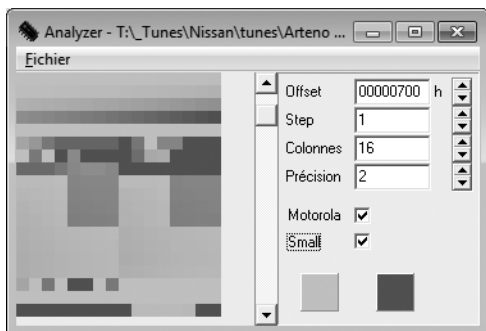 Analyzer - T:\_Tunes\Nissan\tunes\Arteno ...
Fichier
Offset 00000700 h
Step 1
Colonnes 16
Précision 2
Motorola
Small